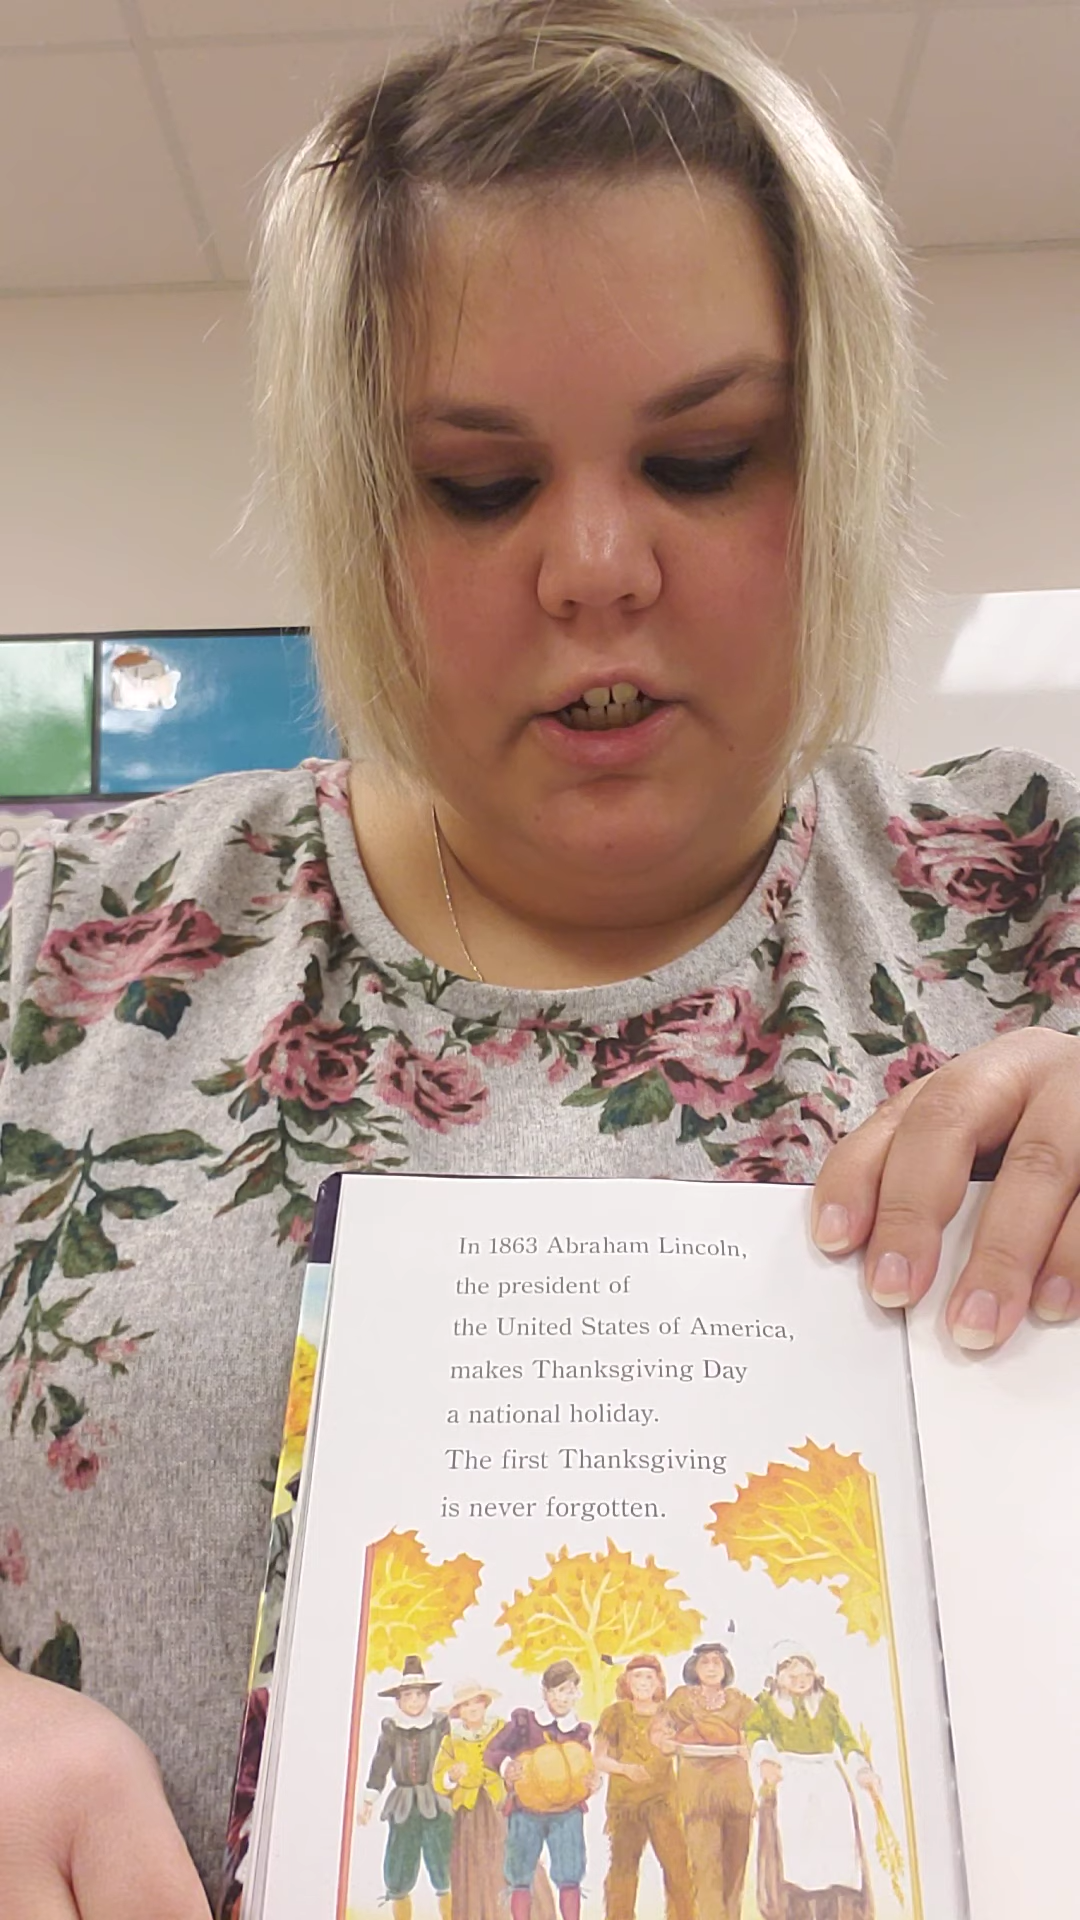 In 1863 Abraham Lincoln,
the president of
the United States of America,
makes Thanksgiving Day
a national holiday.
The first Thanksgiving
is never forgotten.